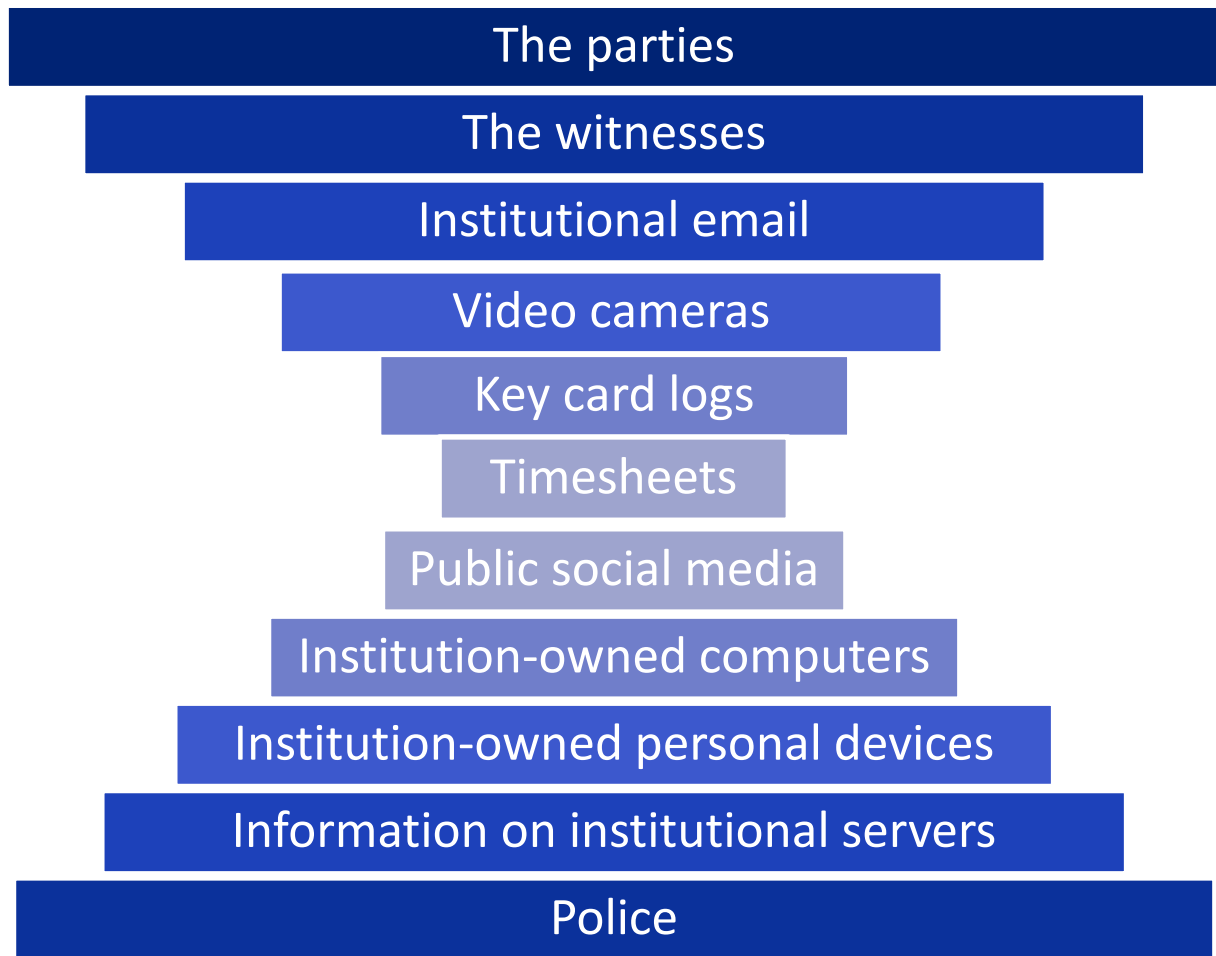 The parties
The witnesses
Institutional email
Video cameras
Key card logs
Timesheets
Public social media
Institution-owned computers
Institution-owned personal devices
Information on institutional servers
Police